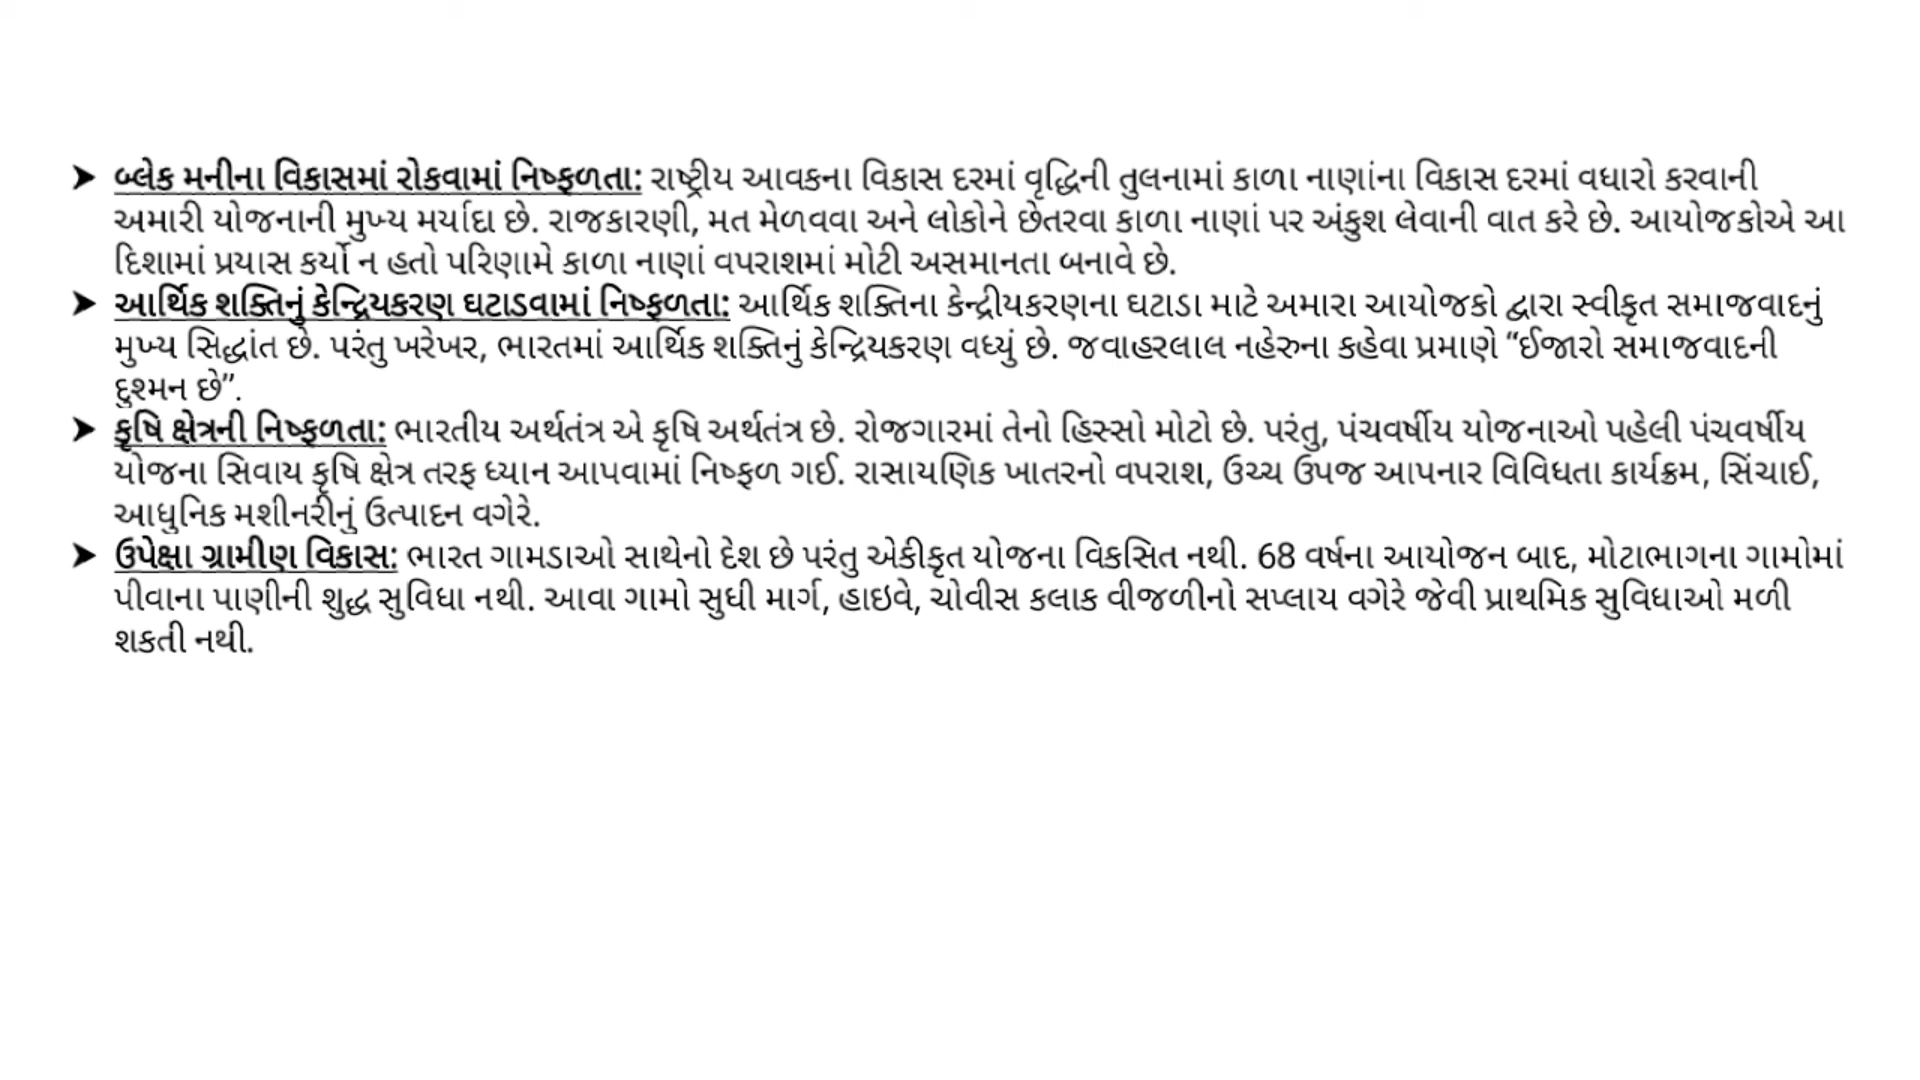 ➤ બ્લેક મનીના વિકાસમાં રોકવામાં નિષ્ફળતા: રાષ્ટ્રીય આવકના વિકાસ દરમાં વૃદ્ધિની તુલનામાં કાળા નાણાંના વિકાસ દરમાં વધારો કરવાની
અમારી યોજનાની મુખ્ય મર્યાદા છે. રાજકારણી, મત મેળવવા અને લોકોને છેતરવા કાળા નાણાં પર અંકુશ લેવાની વાત કરે છે. આયોજકોએ આ
દિશામાં પ્રયાસ કર્યો ન હતો પરિણામે કાળા નાણાં વપરાશમાં મોટી અસમાનતા બનાવે છે.
➤ આર્થિક શક્તિનું કેન્દ્રિયકરણ ઘટાડવામાં નિષ્ફળતા: આર્થિક શક્તિના કેન્દ્રીયકરણના ઘટાડા માટે અમારા આયોજકો દ્વારા સ્વીકૃત સમાજવાદનું
મુખ્ય સિદ્ધાંત છે. પરંતુ ખરેખર, ભારતમાં આર્થિક શક્તિનું કેન્દ્રિયકરણ વધ્યું છે. જવાહરલાલ નહેરુના કહેવા પ્રમાણે “ઈજારો સમાજવાદની
દુશ્મન છે”.
➤ કૃષિ ક્ષેત્રની નિષ્ફળતા: ભારતીય અર્થતંત્ર એ કૃષિ અર્થતંત્ર છે. રોજગારમાં તેનો હિસ્સો મોટો છે. પરંતુ, પંચવર્ષીય યોજનાઓ પહેલી પંચવર્ષીય
યોજના સિવાય કૃષિ ક્ષેત્ર તરફ ધ્યાન આપવામાં નિષ્ફળ ગઈ. રાસાયણિક ખાતરનો વપરાશ, ઉચ્ચ ઉપજ આપનાર વિવિધતા કાર્યક્રમ, સિંચાઈ,
આધુનિક મશીનરીનું ઉત્પાદન વગેરે.
➤ ઉપેક્ષા ગ્રામીણ વિકાસ: ભારત ગામડાઓ સાથેનો દેશ છે પરંતુ એકીકૃત યોજના વિકસિત નથી. 68 વર્ષના આયોજન બાદ, મોટાભાગના ગામોમાં
પીવાના પાણીની શુદ્ધ સુવિધા નથી. આવા ગામો સુધી માર્ગ, હાઇવે, ચોવીસ કલાક વીજળીનો સપ્લાય વગેરે જેવી પ્રાથમિક સુવિધાઓ મળી
શકતી નથી.